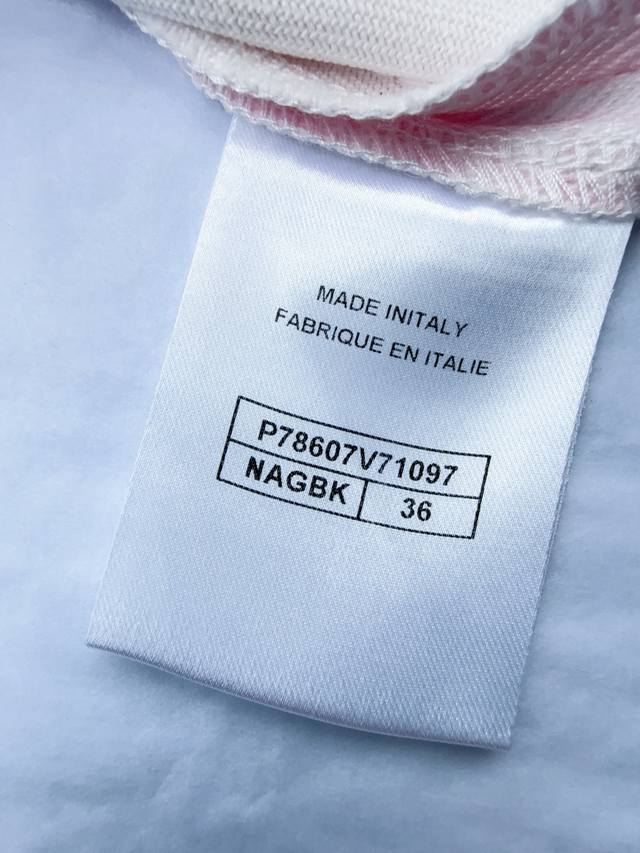 MADE INITALY
FABRIQUE EN ITALIE
P78607V71097
NAGBK 36